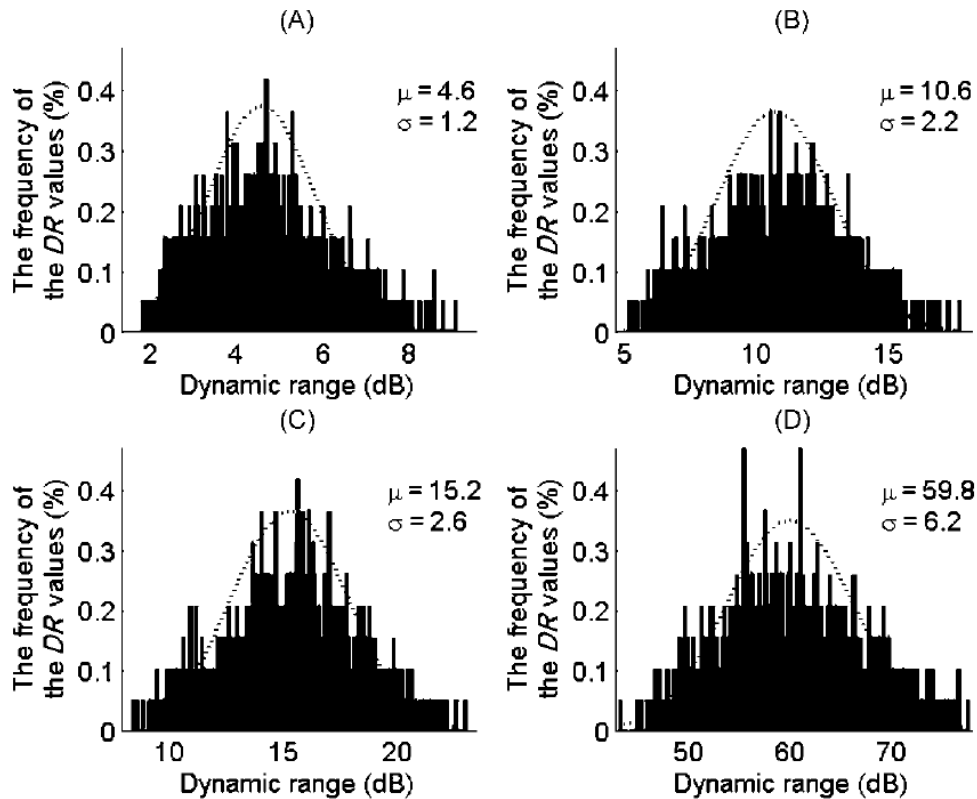 (A)
The frequency of
the DR values (%)
0.4
0.3
0.2
0.1
0
μ = 4.6
σ = 1.2
2 4 6 8
Dynamic range (dB)
(B)
The frequency of
the DR values (%)
0.4
0.3
0.2
0.1
0
μ = 10.6
σ = 2.2
5 10 15
Dynamic range (dB)
(C)
The frequency of
the DR values (%)
0.4
0.3
0.2
0.1
0
μ = 15.2
σ = 2.6
10 15 20
Dynamic range (dB)
(D)
The frequency of
the DR values (%)
0.4
0.3
0.2
0.1
0
μ = 59.8
σ = 6.2
50 60 70
Dynamic range (dB)